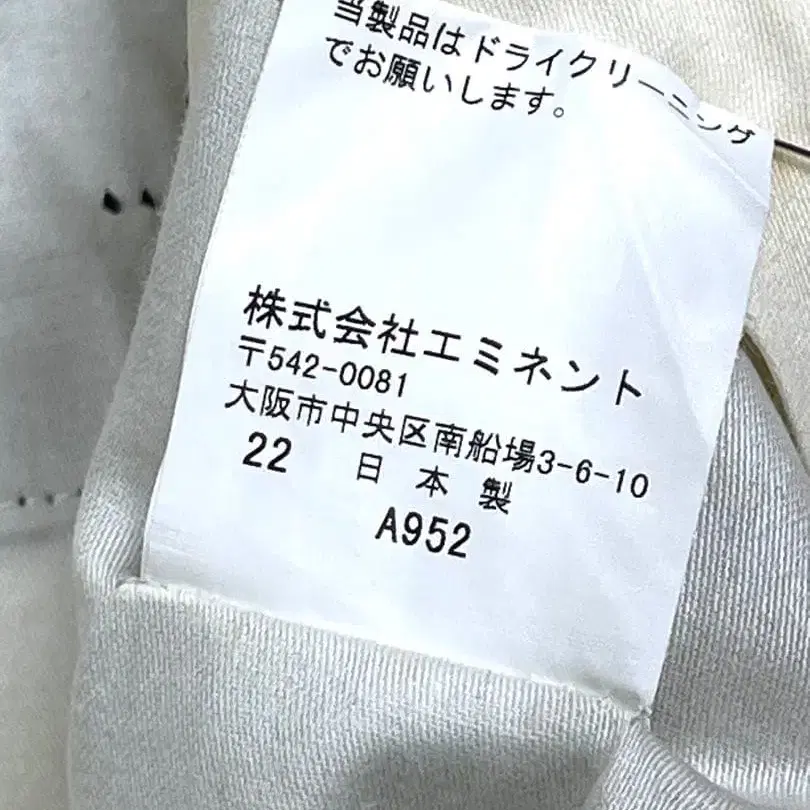 当製品はドライクリーニング
でお願いします。
株式会社エミネント
〒542-0081
大阪市中央区南船場3-6-10
22 日本製
A952